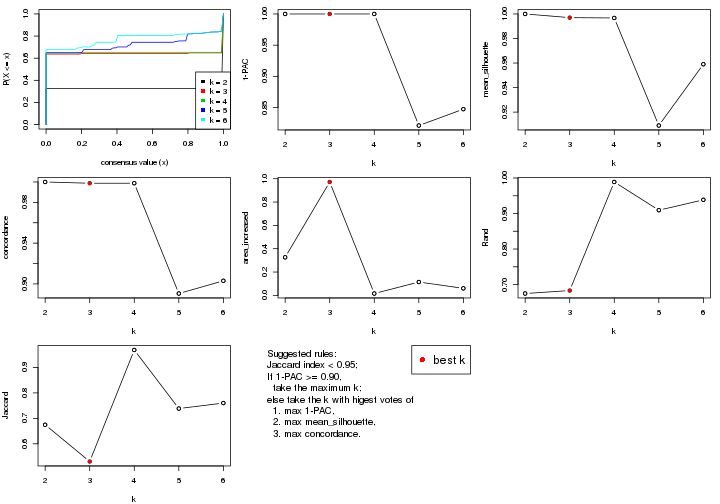 P(X <= x)
0.0 0.2 0.4 0.6 0.8 1.0
k = 2
k = 3
k = 4
k = 5
k = 6
0.0 0.2 0.4 0.6 0.8 1.0
consensus value (x)
1-PAC
0.85 0.90 0.95 1.00
2 3 4 5 6
k
mean_silhouette
0.92 0.94 0.96 0.98 1.00
2 3 4 5 6
k
concordance
0.90 0.94 0.98
2 3 4 5 6
k
area_increased
0.0 0.2 0.4 0.6 0.8 1.0
2 3 4 5 6
k
Rand
0.70 0.80 0.90 1.00
2 3 4 5 6
k
Jaccard
0.6 0.7 0.8 0.9
2 3 4 5 6
k
Suggested rules:
Jaccard index < 0.95;
If 1-PAC >= 0.90,
take the maximum k;
else take the k with higest votes of
1. max 1-PAC,
2. max mean_silhouette,
3. max concordance.
best k